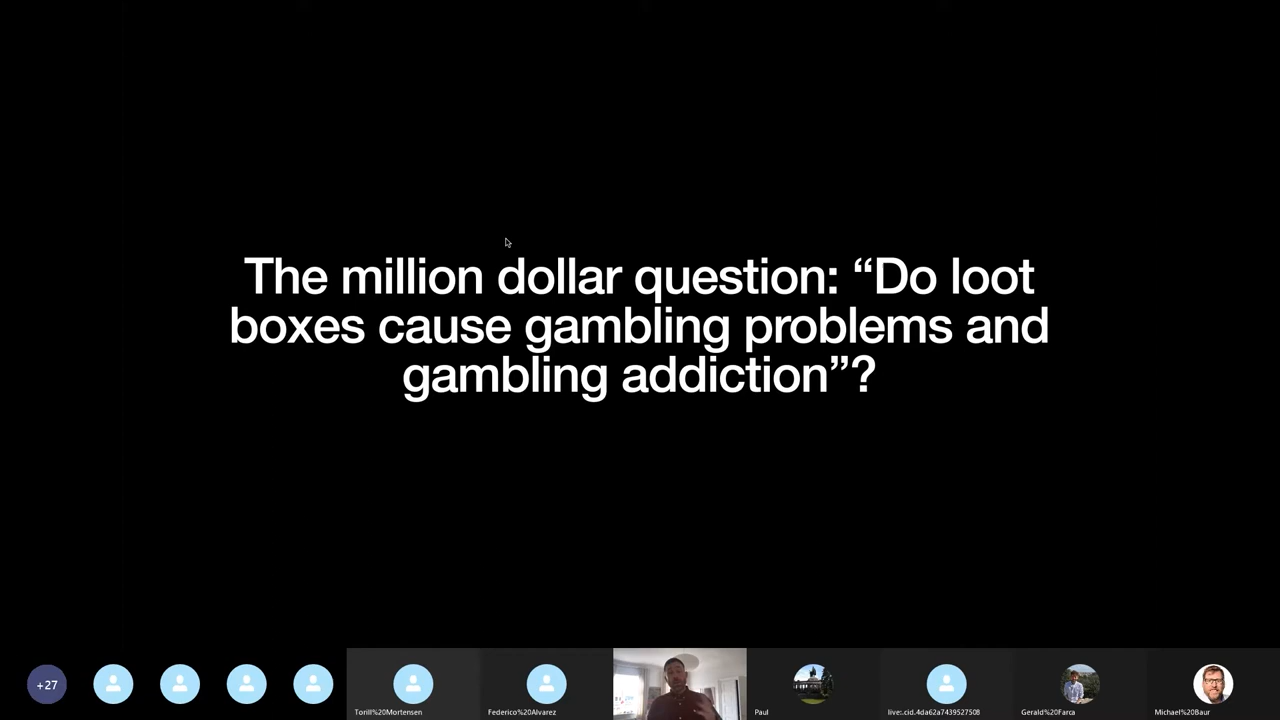 The million dollar question: “Do loot
boxes cause gambling problems and
gambling addiction”?
+27
Torill%20Mortensen
Federico%20Alvarez
Paul
live:.cid.4da62a7439527508
Gerald%20Farca
Michael%20Baur